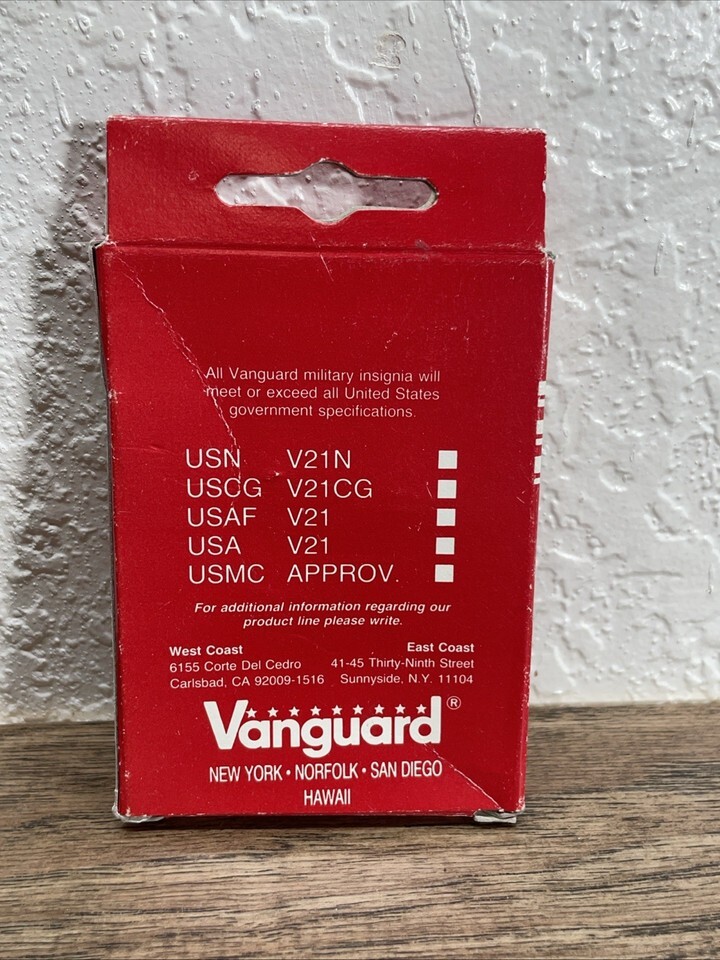 All Vanguard military insignia will
meet or exceed all United States
government specifications.
USN V21N
USCG V21CG
USAF V21
USA V21
USMC APPROV.
For additional information regarding our
product line please write.
West Coast East Coast
6155 Corte Del Cedro 41-45 Thirty-Ninth Street
Carlsbad, CA 92009-1516 Sunnyside, N.Y. 11104
Vanguard®
NEW YORK • NORFOLK • SAN DIEGO
HAWAII